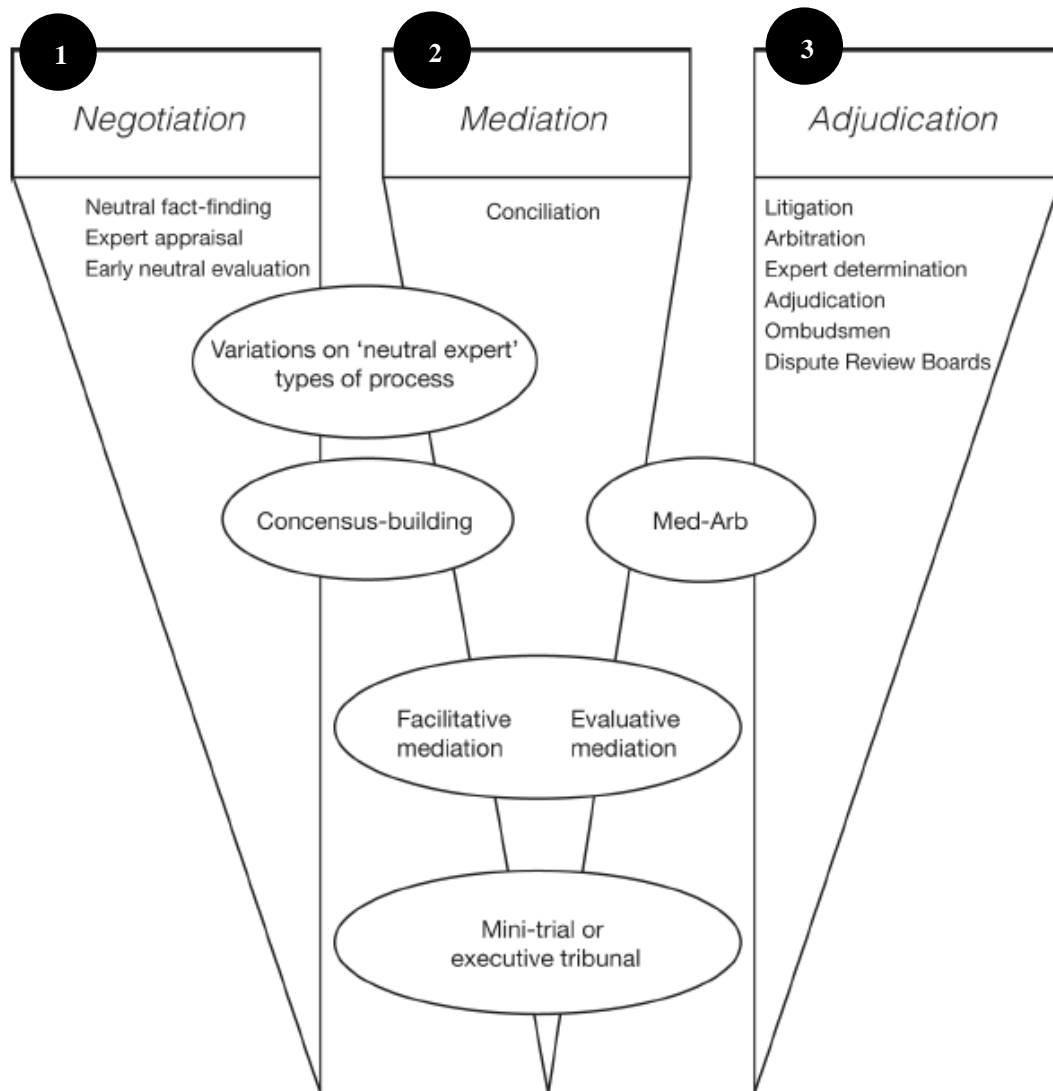 1
Negotiation
Neutral fact-finding
Expert appraisal
Early neutral evaluation
2
Mediation
Conciliation
3
Adjudication
Litigation
Arbitration
Expert determination
Adjudication
Ombudsmen
Dispute Review Boards
Variations on ‘neutral expert’
types of process
Concensus-building
Med-Arb
Facilitative
mediation
Evaluative
mediation
Mini-trial or
executive tribunal